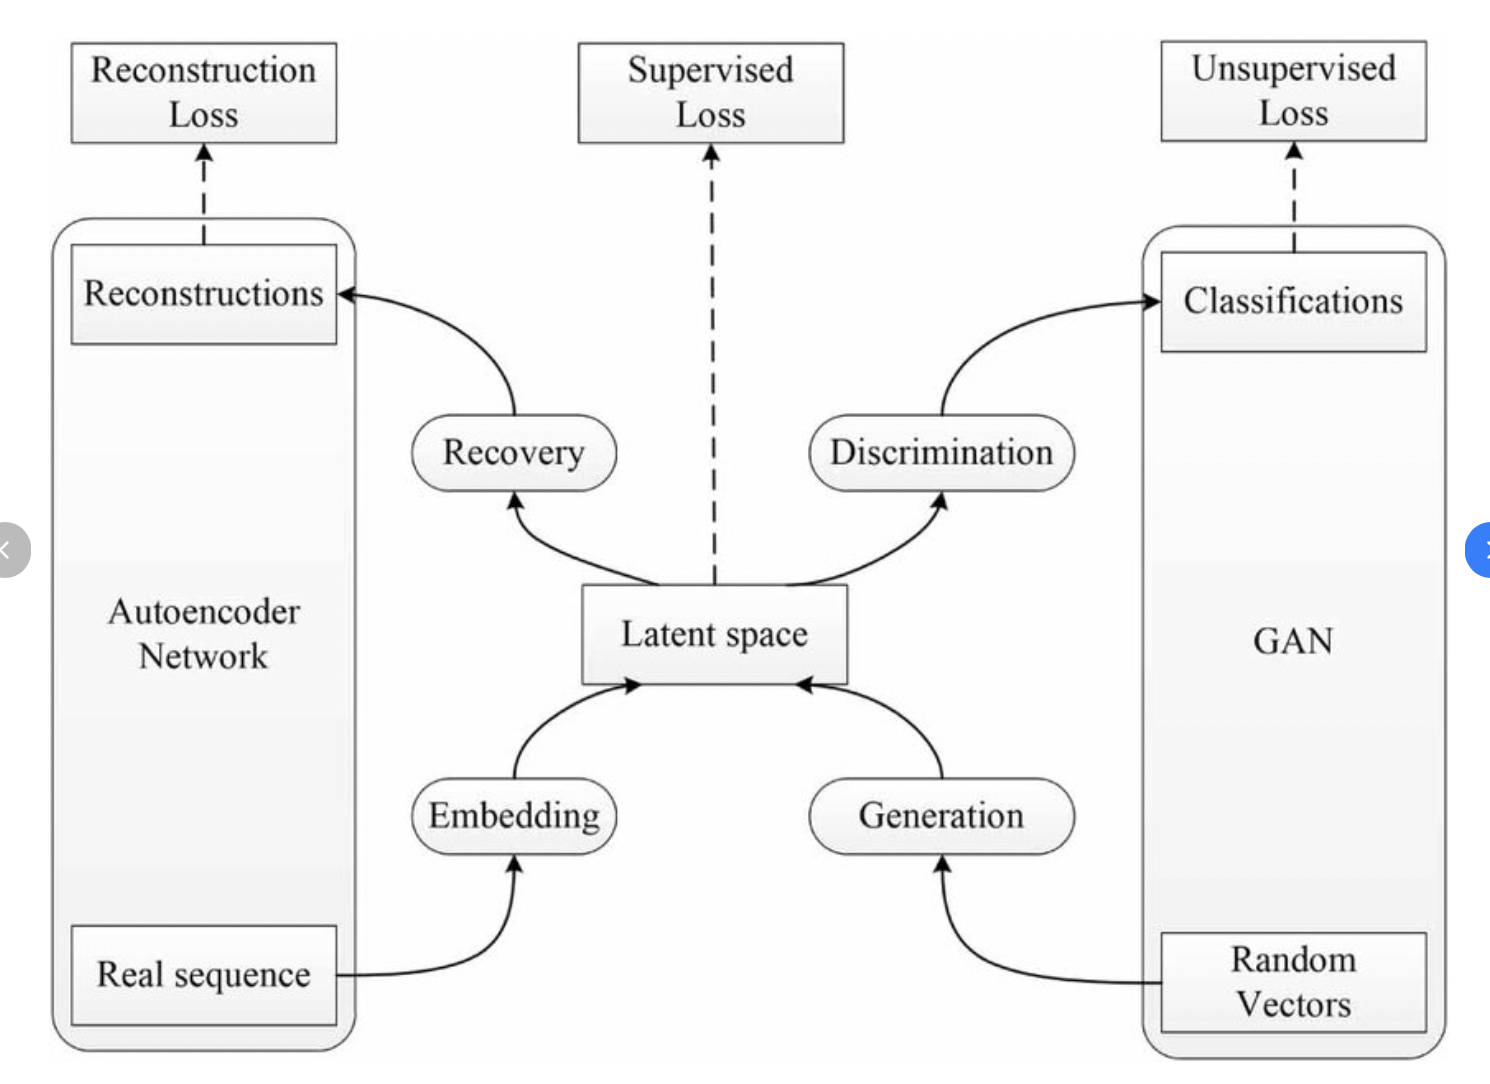 Reconstruction
Loss
Supervised
Loss
Unsupervised
Loss
Reconstructions
Classifications
Recovery
Discrimination
Autoencoder
Network
Latent space
GAN
Embedding
Generation
Real sequence
Random
Vectors